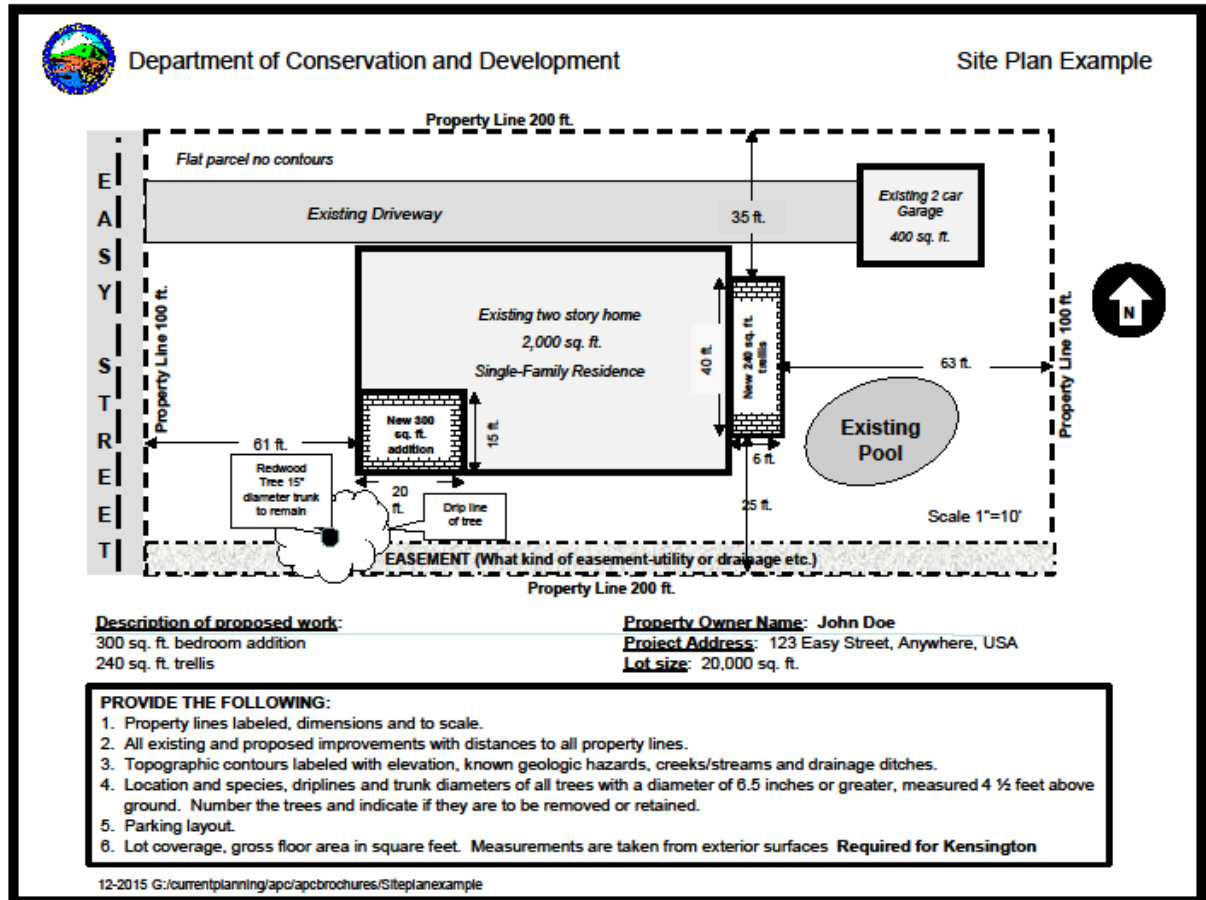 Department of Conservation and Development
Site Plan Example
Property Line 200 ft.
Flat parcel no contours
EASY STREET
Existing Driveway
35 ft.
Existing 2 car
Garage
400 sq. ft.
Property Line 100 ft.
Existing two story home
2,000 sq. ft.
Single-Family Residence
40 ft.
New 240 sq. ft.
trellis
63 ft.
Property Line 100 ft.
N
New 300
sq. ft.
addition
15 ft.
61 ft.
6 ft.
Existing
Pool
Redwood
Tree 15"
diameter trunk
to remain
20
ft.
Drip line
of tree
25 ft.
Scale 1"=10'
EASEMENT (What kind of easement-utility or drainage etc.)
Property Line 200 ft.
Description of proposed work:
300 sq. ft. bedroom addition
240 sq. ft. trellis
Property Owner Name: John Doe
Project Address: 123 Easy Street, Anywhere, USA
Lot size: 20,000 sq. ft.
PROVIDE THE FOLLOWING:
1. Property lines labeled, dimensions and to scale.
2. All existing and proposed improvements with distances to all property lines.
3. Topographic contours labeled with elevation, known geologic hazards, creeks/streams and drainage ditches.
4. Location and species, driplines and trunk diameters of all trees with a diameter of 6.5 inches or greater, measured 4 ½ feet above
ground. Number the trees and indicate if they are to be removed or retained.
5. Parking layout.
6. Lot coverage, gross floor area in square feet. Measurements are taken from exterior surfaces Required for Kensington
12-2015 G:/currentplanning/apc/apcbrochures/Siteplanexample